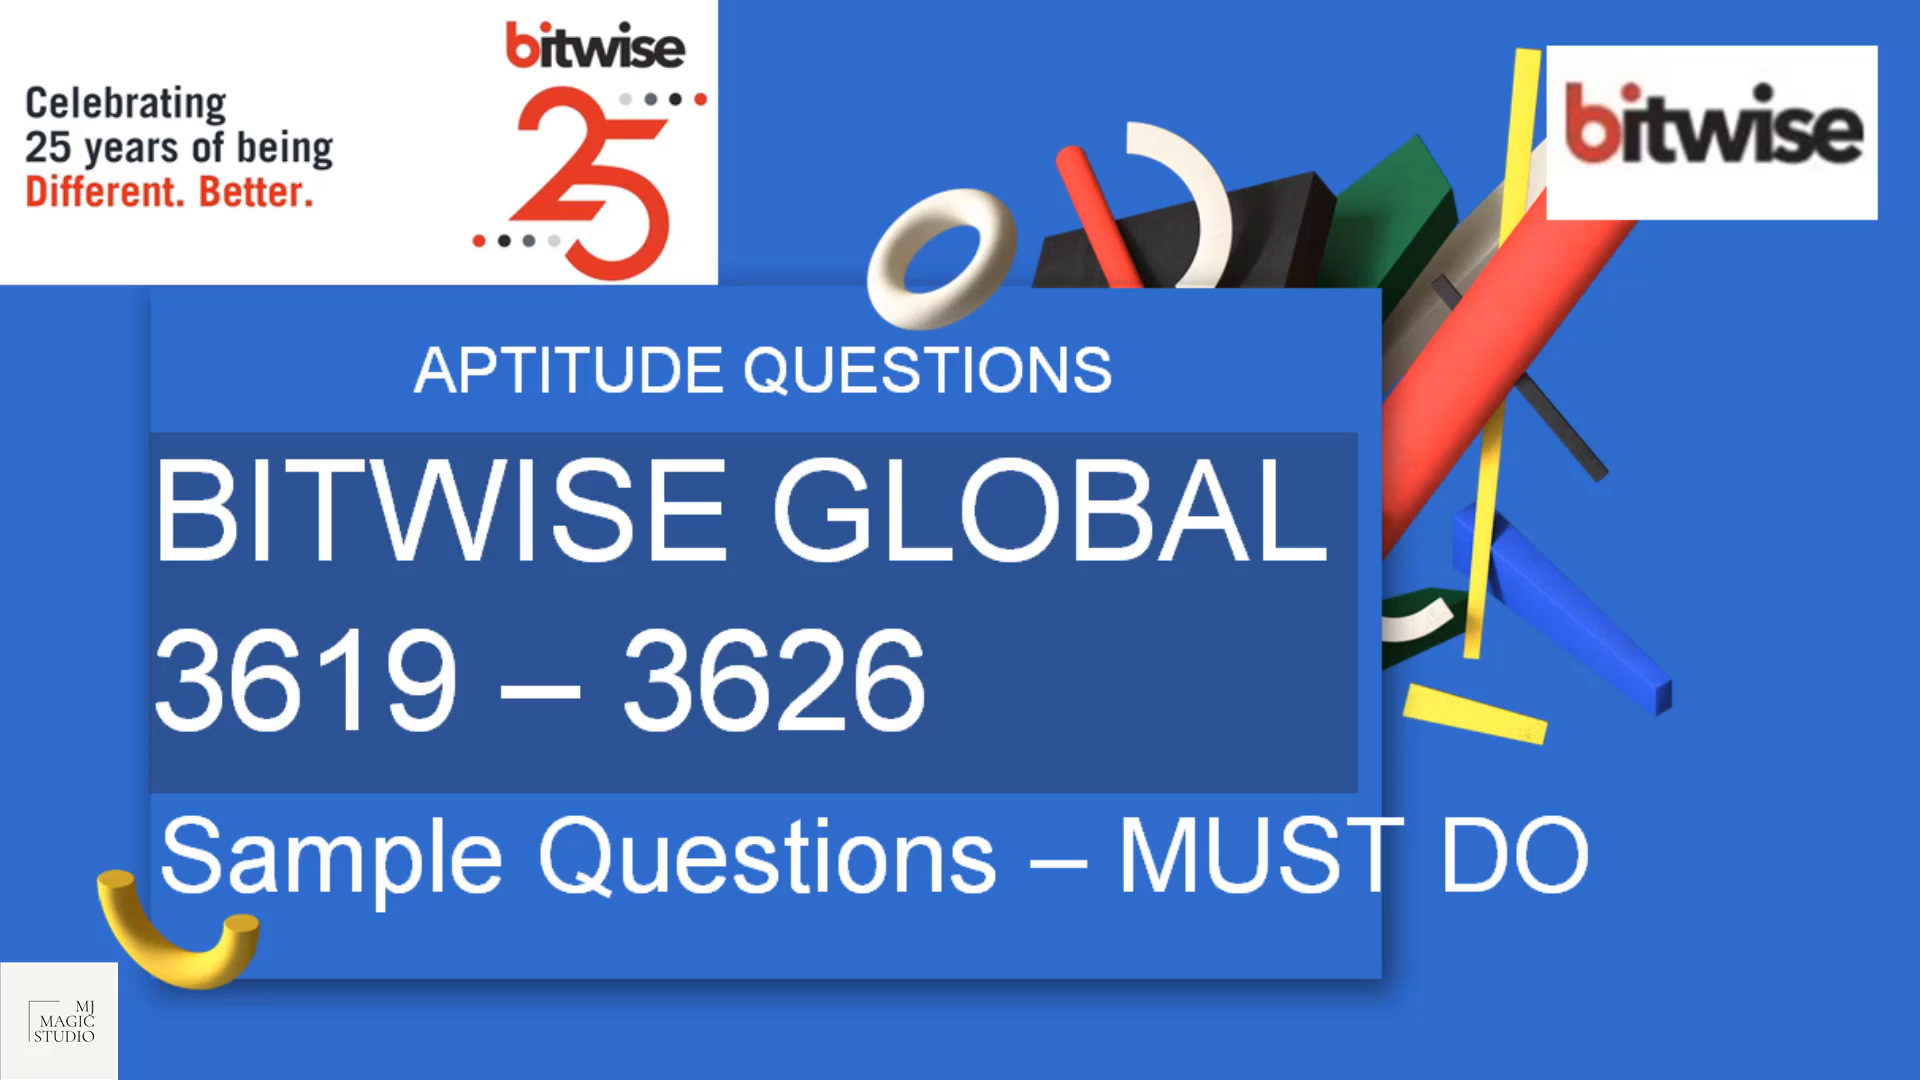 bitwise
Celebrating
25 years of being
Different. Better.
25
bitwise
APTITUDE QUESTIONS
BITWISE GLOBAL
3619 – 3626
Sample Questions – MUST DO
MJ
MAGIC
STUDIO